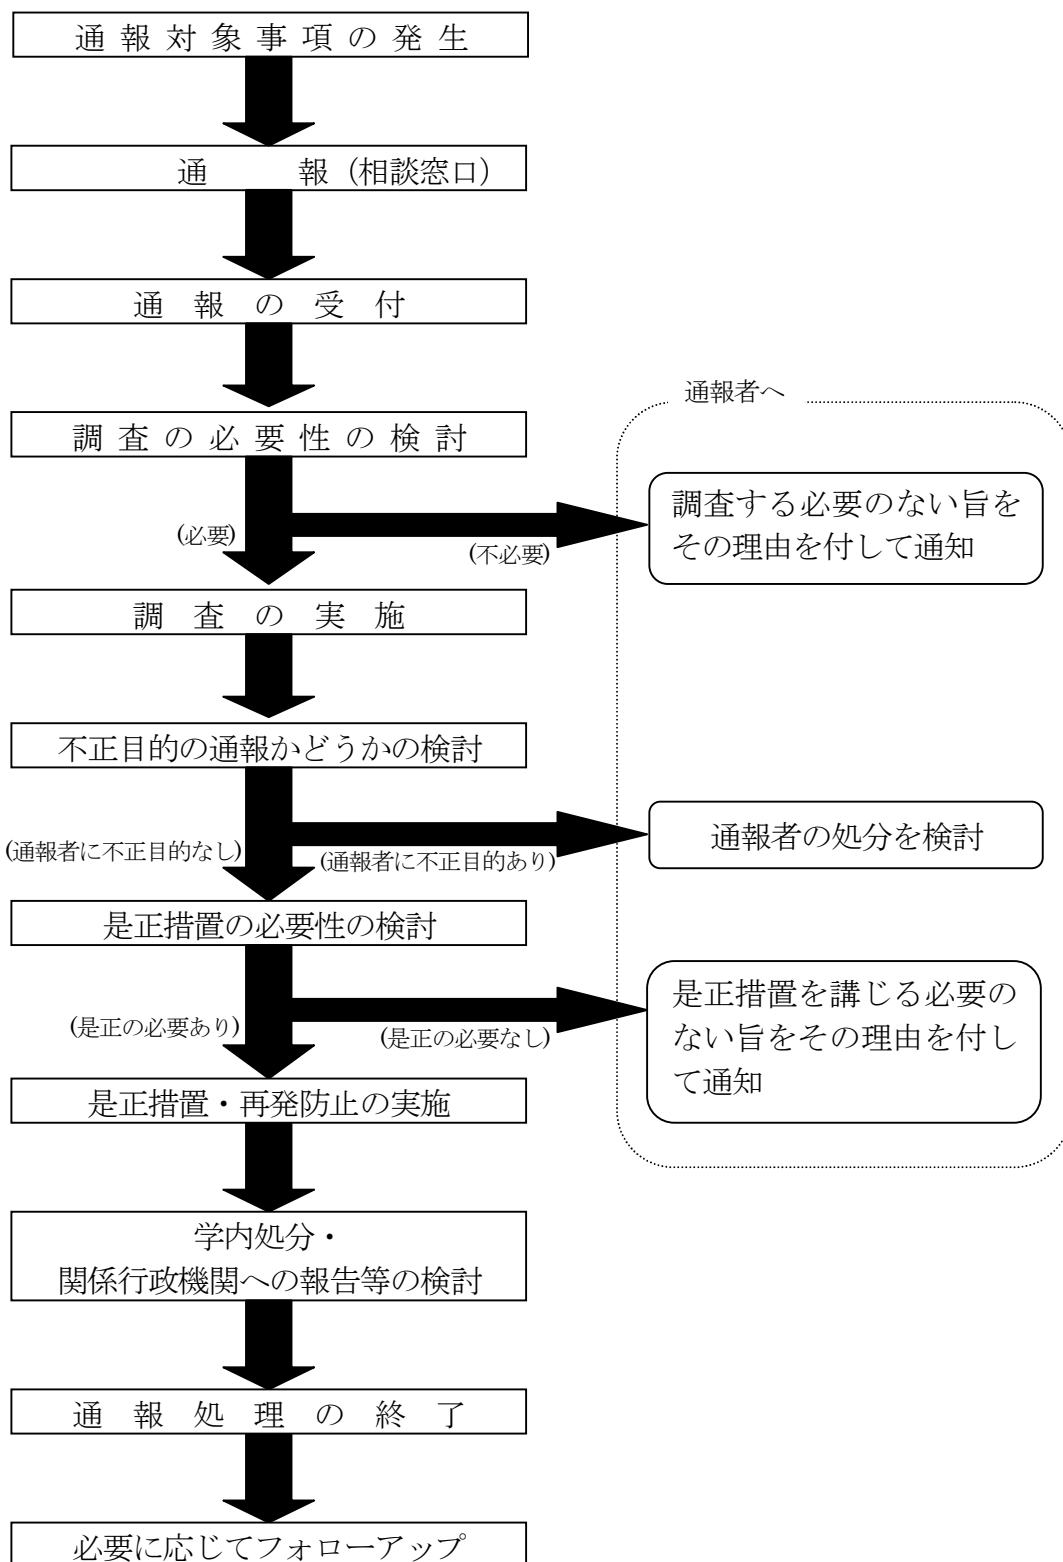 通報対象事項の発生
通報（相談窓口）
通報の受付
通報者へ
調査の必要性の検討
調査する必要のない旨を
その理由を付して通知
(必要)
(不必要)
調査の実施
不正目的の通報かどうかの検討
通報者の処分を検討
(通報者に不正目的なし)
(通報者に不正目的あり)
是正措置の必要性の検討
是正措置を講じる必要の
ない旨をその理由を付し
て通知
(是正の必要あり)
(是正の必要なし)
是正措置・再発防止の実施
学内処分・
関係行政機関への報告等の検討
通報処理の終了
必要に応じてフォローアップ